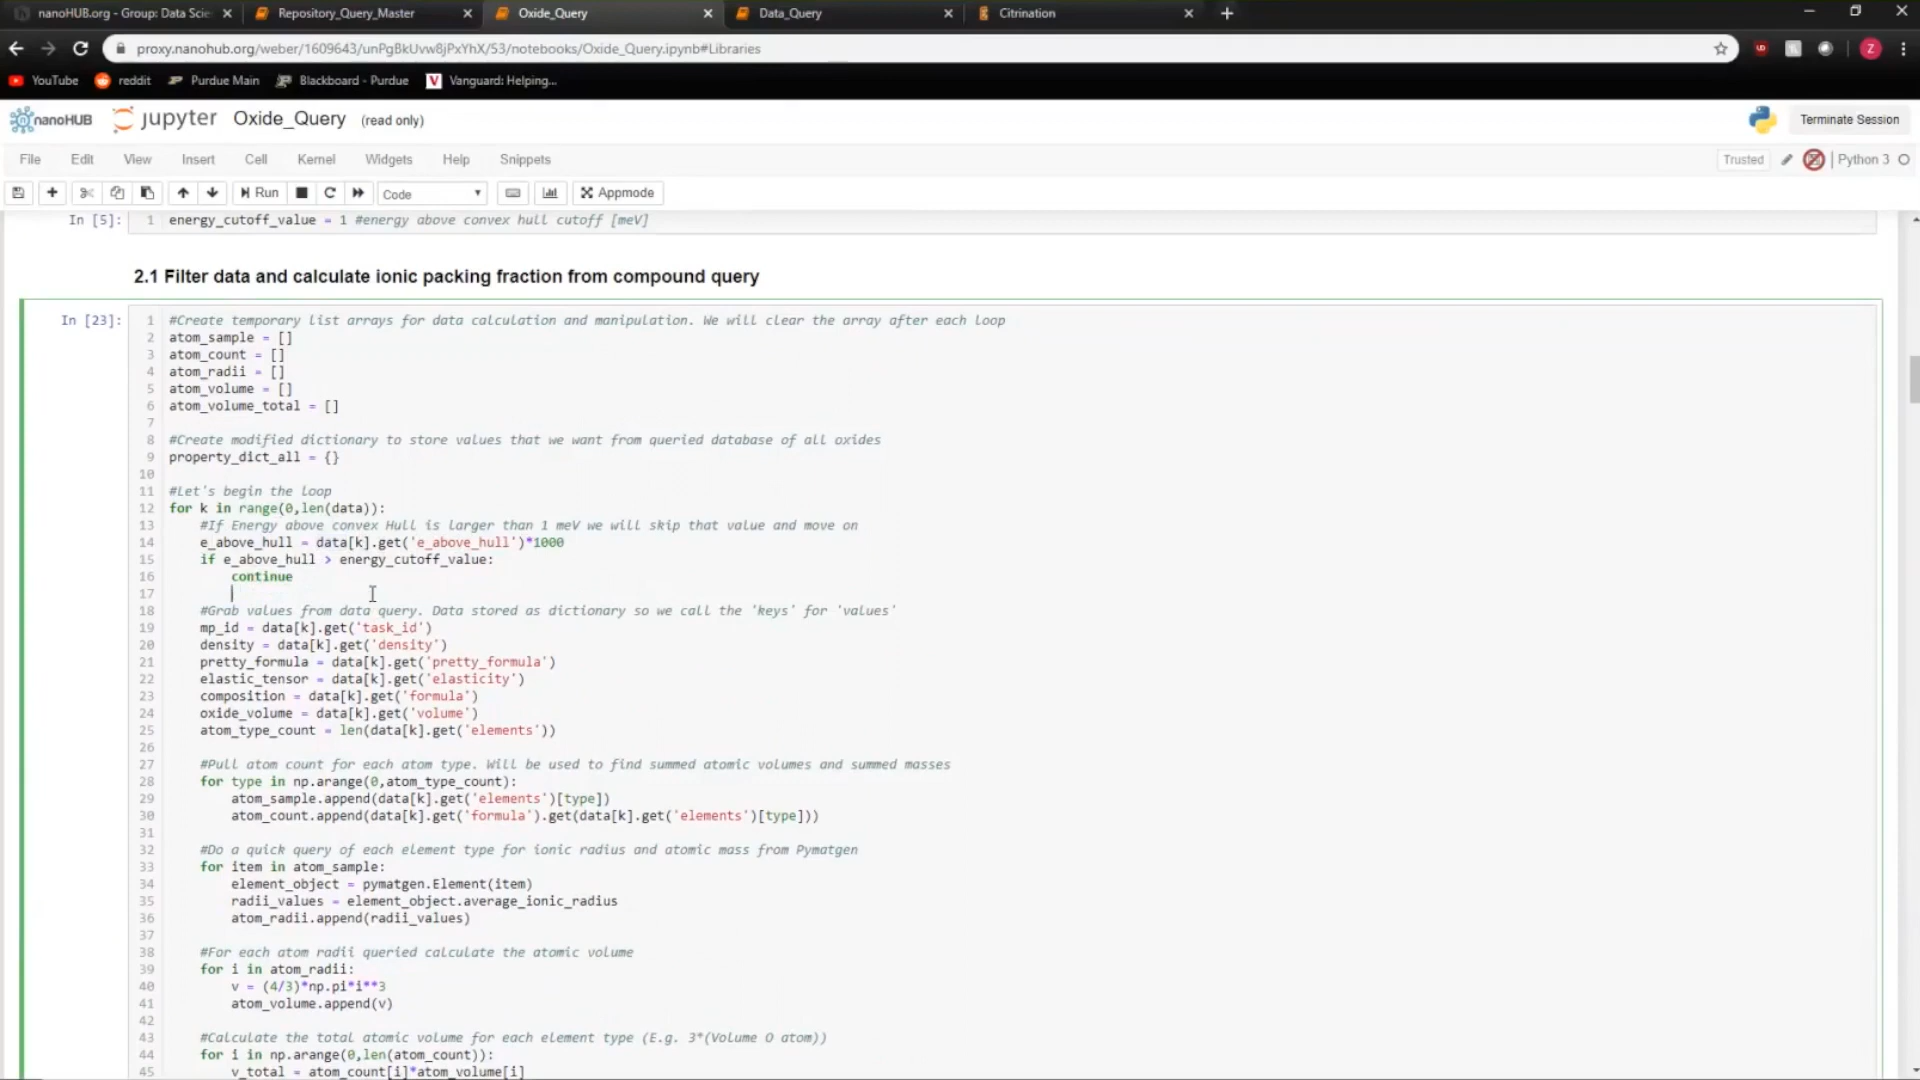 nanoHUB.org - Group: Data Scie
Repository_Query_Master
Oxide_Query
Data_Query
Citrination
proxy.nanohub.org/weber/1609643/unPgBkUvw8jPxYhX/53/notebooks/Oxide_Query.ipynb#Libraries
YouTube
reddit
Purdue Main
Blackboard - Purdue
Vanguard: Helping...
nanoHUB jupyter Oxide_Query (read only)
Terminate Session
File Edit View Insert Cell Kernel Widgets Help Snippets
Trusted
Python 3
Run
Code
Appmode
In [5]: 1 energy_cutoff_value = 1 #energy above convex hull cutoff [meV]
2.1 Filter data and calculate ionic packing fraction from compound query
In [23]: 1 #Create temporary list arrays for data calculation and manipulation. We will clear the array after each loop
2 atom_sample = []
3 atom_count = []
4 atom_radii = []
5 atom_volume = []
6 atom_volume_total = []
7
8 #Create modified dictionary to store values that we want from queried database of all oxides
9 property_dict_all = {}
10
11 #Let's begin the loop
12 for k in range(0,len(data)):
13 #If Energy above convex Hull is larger than 1 meV we will skip that value and move on
14 e_above_hull = data[k].get('e_above_hull')*1000
15 if e_above_hull > energy_cutoff_value:
16 continue
17
18 #Grab values from data query. Data stored as dictionary so we call the 'keys' for 'values'
19 mp_id = data[k].get('task_id')
20 density = data[k].get('density')
21 pretty_formula = data[k].get('pretty_formula')
22 elastic_tensor = data[k].get('elasticity')
23 composition = data[k].get('formula')
24 oxide_volume = data[k].get('volume')
25 atom_type_count = len(data[k].get('elements'))
26
27 #Pull atom count for each atom type. Will be used to find summed atomic volumes and summed masses
28 for type in np.arange(0,atom_type_count):
29 atom_sample.append(data[k].get('elements')[type])
30 atom_count.append(data[k].get('formula').get(data[k].get('elements')[type]))
31
32 #Do a quick query of each element type for ionic radius and atomic mass from Pymatgen
33 for item in atom_sample:
34 element_object = pymatgen.Element(item)
35 radii_values = element_object.average_ionic_radius
36 atom_radii.append(radii_values)
37
38 #For each atom radii queried calculate the atomic volume
39 for i in atom_radii:
40 v = (4/3)*np.pi*i**3
41 atom_volume.append(v)
42
43 #Calculate the total atomic volume for each element type (E.g. 3*(Volume O atom))
44 for i in np.arange(0,len(atom_count)):
45 v_total = atom_count[i]*atom_volume[i]